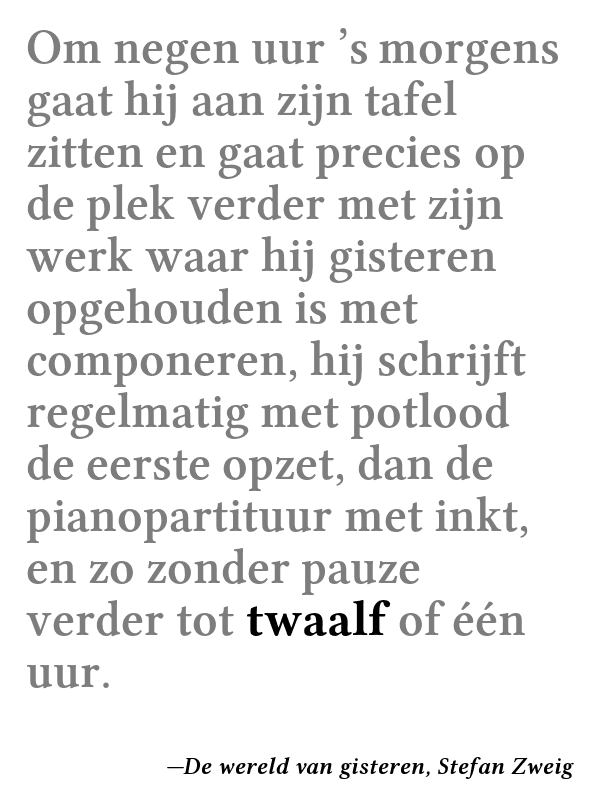 Om negen uur ’s morgens
gaat hij aan zijn tafel
zitten en gaat precies op
de plek verder met zijn
werk waar hij gisteren
opgehouden is met
componeren, hij schrijft
regelmatig met potlood
de eerste opzet, dan de
pianopartituur met inkt,
en zo zonder pauze
verder tot twaalf of één
uur.
—De wereld van gisteren, Stefan Zweig